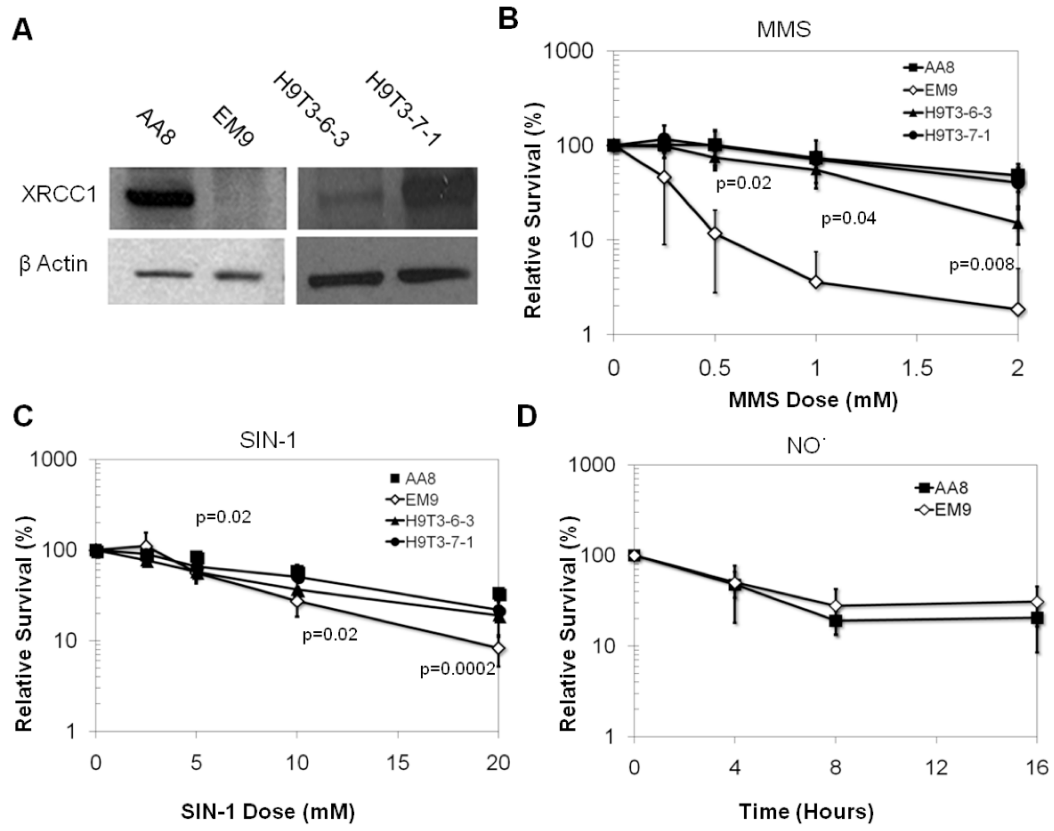 A
AA8
EM9
H9T3-6-3
H9T3-7-1
XRCC1
β Actin
B
MMS
Relative Survival (%)
1000
100
10
1
AA8
EM9
H9T3-6-3
H9T3-7-1
p=0.02
p=0.04
p=0.008
0
0.5
1
1.5
2
MMS Dose (mM)
C
SIN-1
Relative Survival (%)
1000
100
10
1
AA8
EM9
H9T3-6-3
H9T3-7-1
p=0.02
p=0.02
p=0.0002
0
5
10
15
20
SIN-1 Dose (mM)
D
NO˙
Relative Survival (%)
1000
100
10
1
AA8
EM9
0
4
8
12
16
Time (Hours)